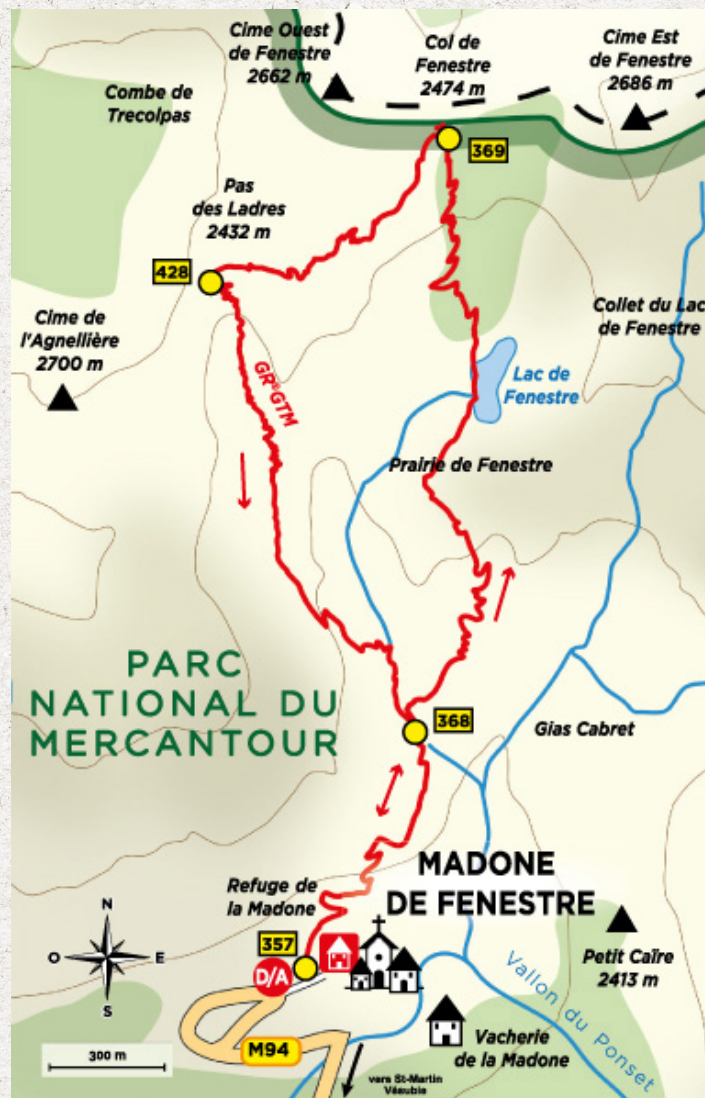 Cime Ouest
de Fenestre
2662 m
Col de
Fenestre
2474 m
Cime Est
de Fenestre
2686 m
Combe de
Trecolpas
369
Pas
des Ladres
2432 m
428
Collet du Lac
de Fenestre
Cime de
l'Agnellière
2700 m
Lac de
Fenestre
GR® GTM
Prairie de Fenestre
PARC
NATIONAL DU
MERCANTOUR
368
Gias Cabret
MADONE
DE FENESTRE
Refuge de
la Madone
N
O
E
S
357
D/A
Petit Caïre
2413 m
Vallon du Ponset
M94
Vacherie
de la Madone
300 m
vers St-Martin
Vésubie